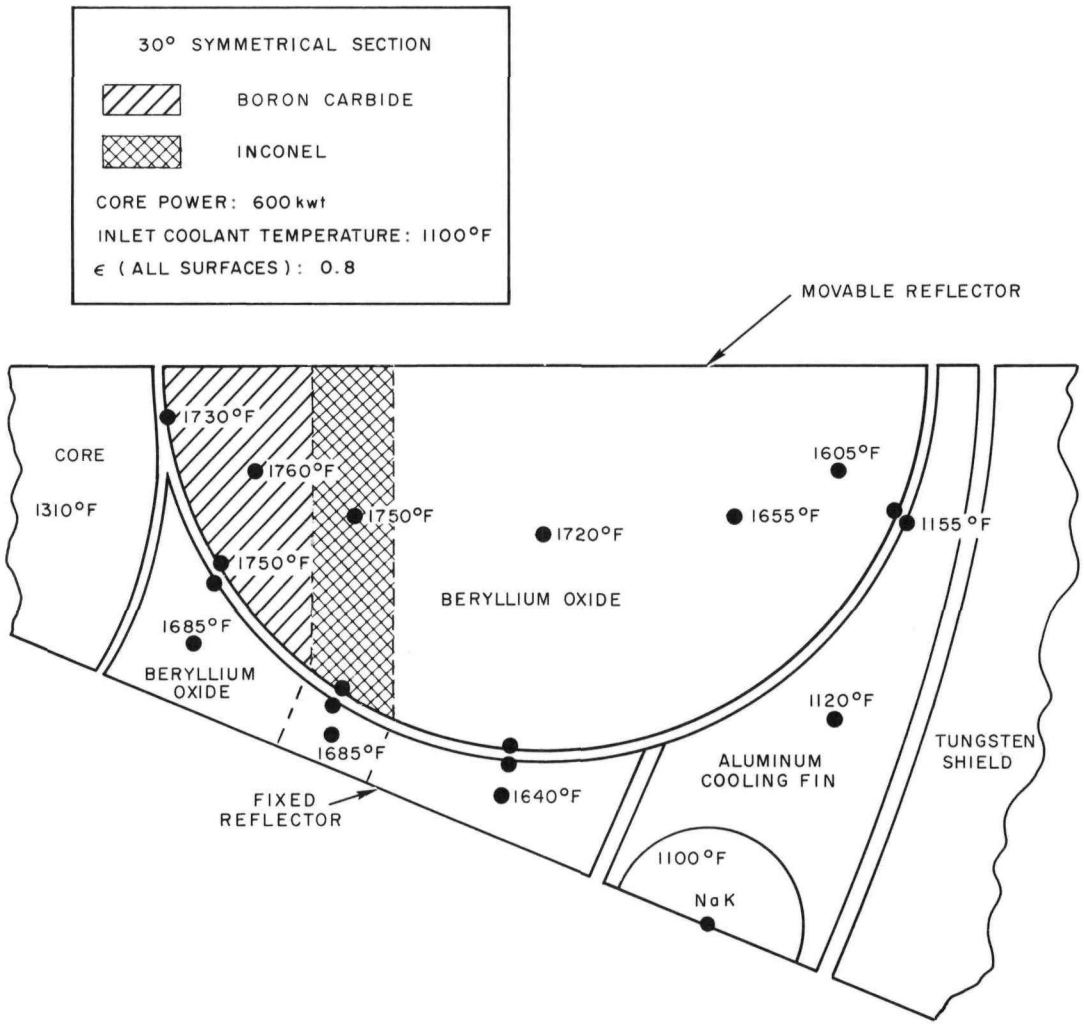 30° SYMMETRICAL SECTION
BORON CARBIDE
INCONEL
CORE POWER: 600 kwt
INLET COOLANT TEMPERATURE: 1100°F
ϵ (ALL SURFACES): 0.8
MOVABLE REFLECTOR
CORE
1310°F
1730°F
1760°F
1750°F
1720°F
1655°F
1605°F
1155°F
1750°F
BERYLLIUM OXIDE
1685°F
BERYLLIUM
OXIDE
1685°F
1640°F
FIXED
REFLECTOR
1120°F
ALUMINUM
COOLING FIN
TUNGSTEN
SHIELD
1100°F
NaK